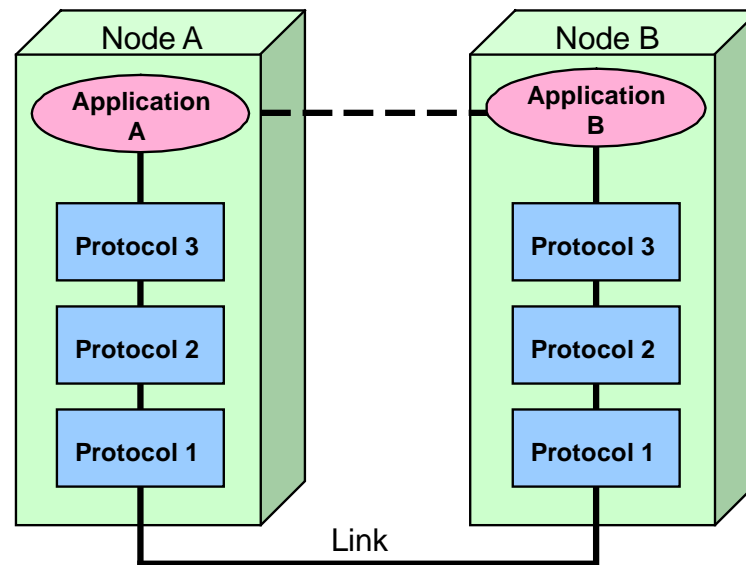 Node A
Application
A
Protocol 3
Protocol 2
Protocol 1
Node B
Application
B
Protocol 3
Protocol 2
Protocol 1
Link